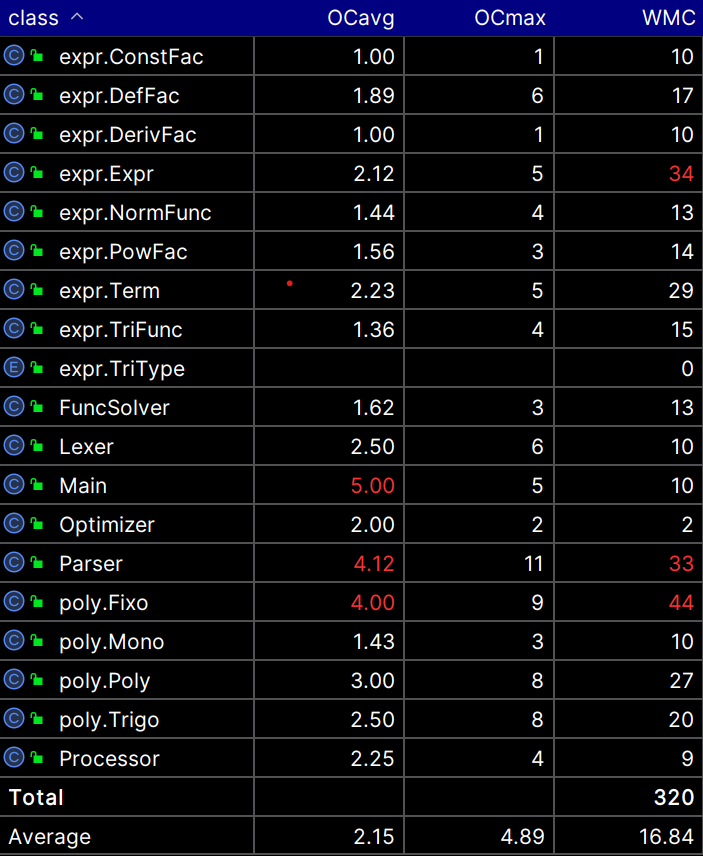 class OCavg OCmax WMC
C expr.ConstFac 1.00 1 10
C expr.DefFac 1.89 6 17
C expr.DerivFac 1.00 1 10
C expr.Expr 2.12 5 34
C expr.NormFunc 1.44 4 13
C expr.PowFac 1.56 3 14
C expr.Term 2.23 5 29
C expr.TriFunc 1.36 4 15
E expr.TriType 0
C FuncSolver 1.62 3 13
C Lexer 2.50 6 10
C Main 5.00 5 10
C Optimizer 2.00 2 2
C Parser 4.12 11 33
C poly.Fixo 4.00 9 44
C poly.Mono 1.43 3 10
C poly.Poly 3.00 8 27
C poly.Trigo 2.50 8 20
C Processor 2.25 4 9
Total 320
Average 2.15 4.89 16.84